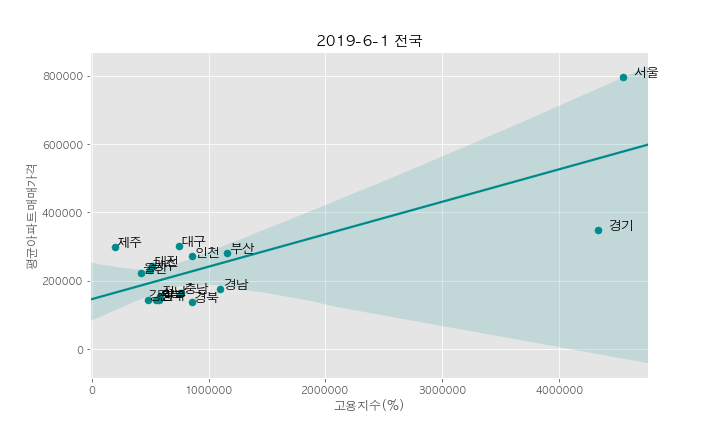 2019-6-1 전국
800000
600000
400000
200000
0
평균아파트매매가격
서울
경기
제주
대구
인천
부산
대전
울산
전남
충남
경남
경북
0
1000000
2000000
3000000
4000000
고용지수(%)